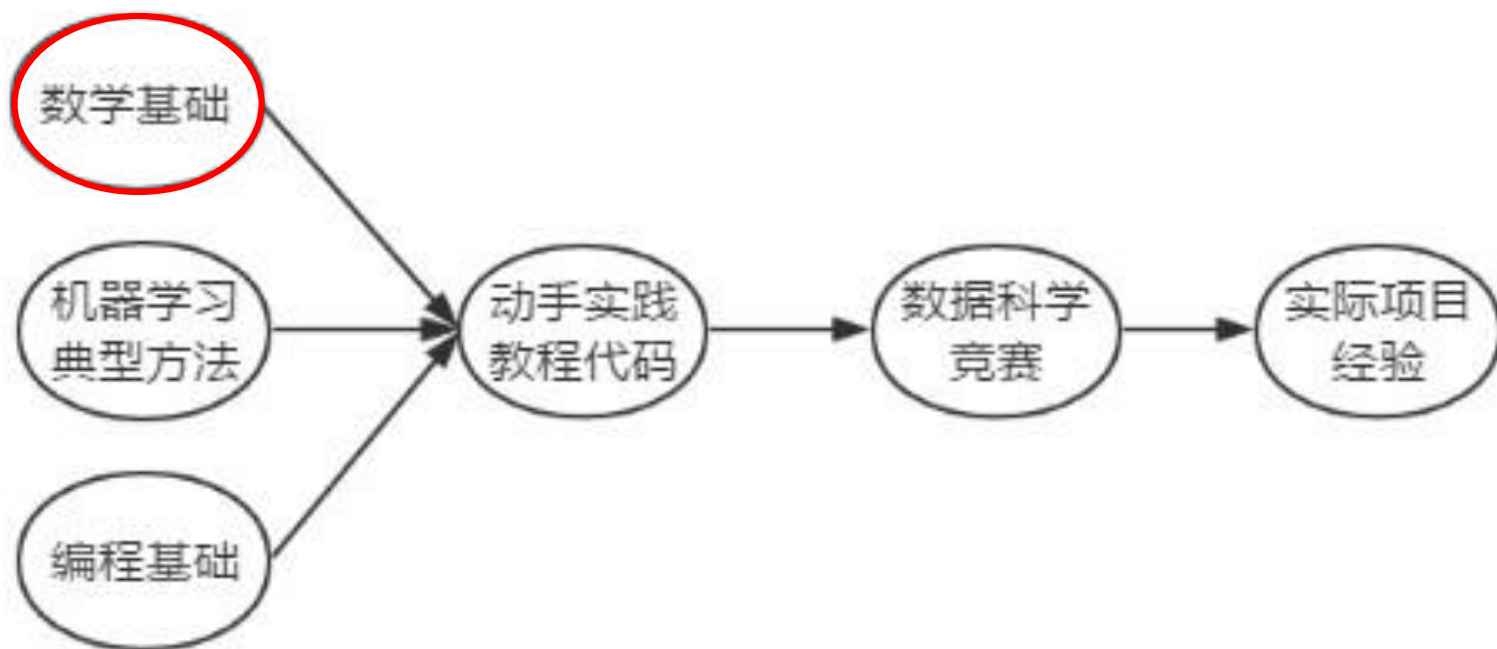 数学基础
机器学习
典型方法
编程基础
动手实践
教程代码
数据科学
竞赛
实际项目
经验